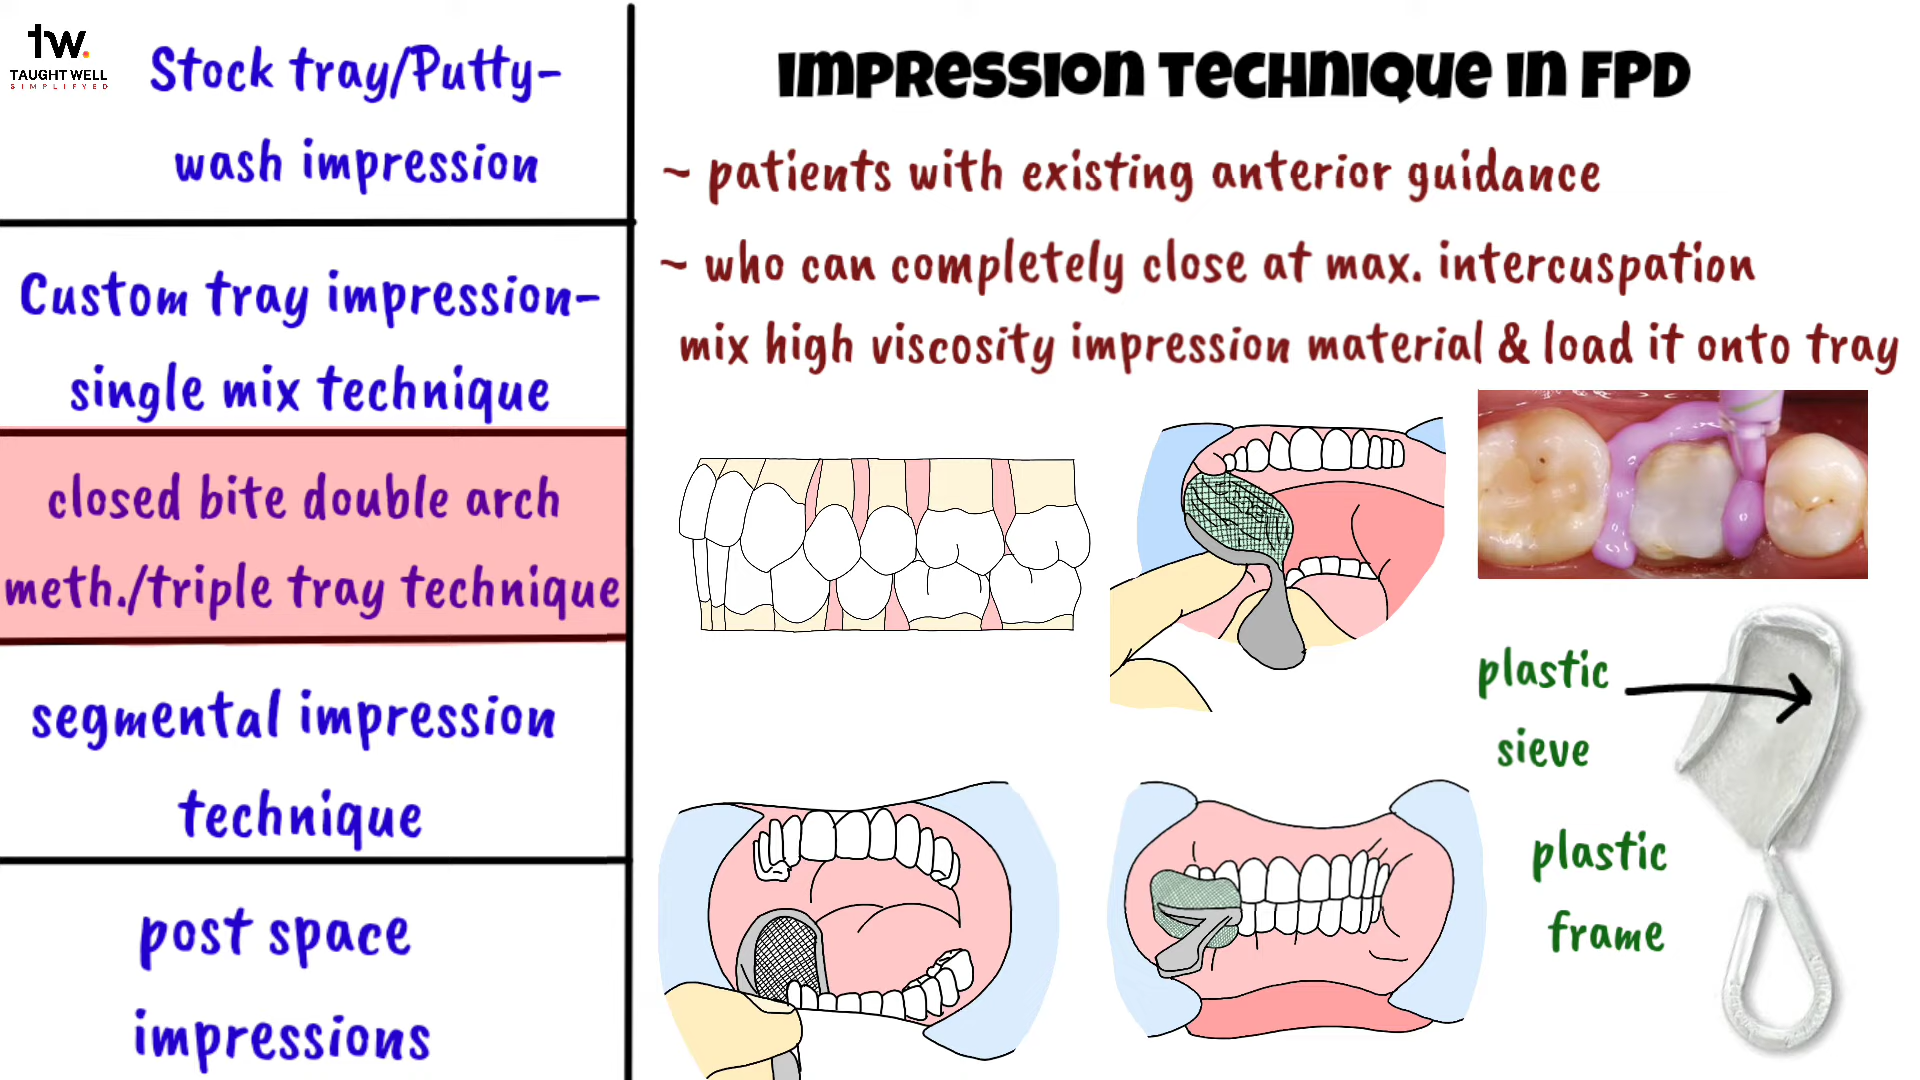 tw.
TAUGHT WELL
SIMPLIFYED
Stock tray/Putty-
wash impression
Custom tray impression-
single mix technique
closed bite double arch
meth./triple tray technique
segmental impression
technique
post space
impressions
Impression Technique in FPD
~ patients with existing anterior guidance
~ who can completely close at max. intercuspation
mix high viscosity impression material & load it onto tray
plastic
sieve
plastic
frame